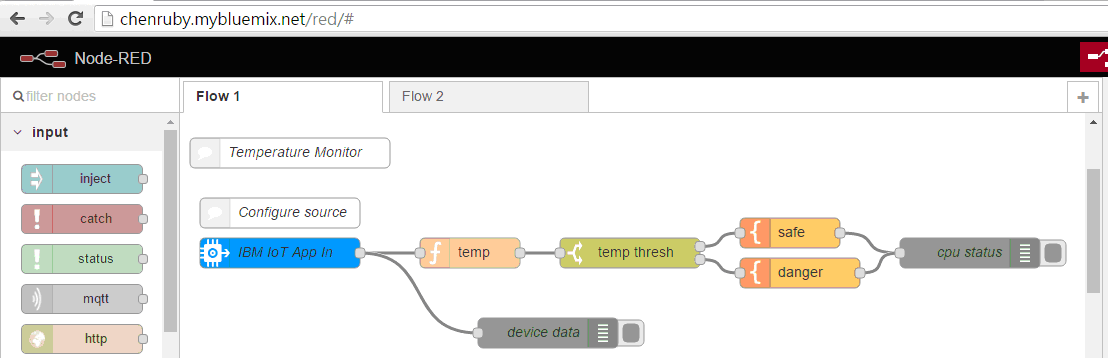 chenruby.mybluemix.net/red/#
Node-RED
filter nodes
Flow 1
Flow 2
+
input
Temperature Monitor
inject
Configure source
catch
IBM IoT App In
temp
temp thresh
safe
danger
cpu status
status
mqtt
http
device data